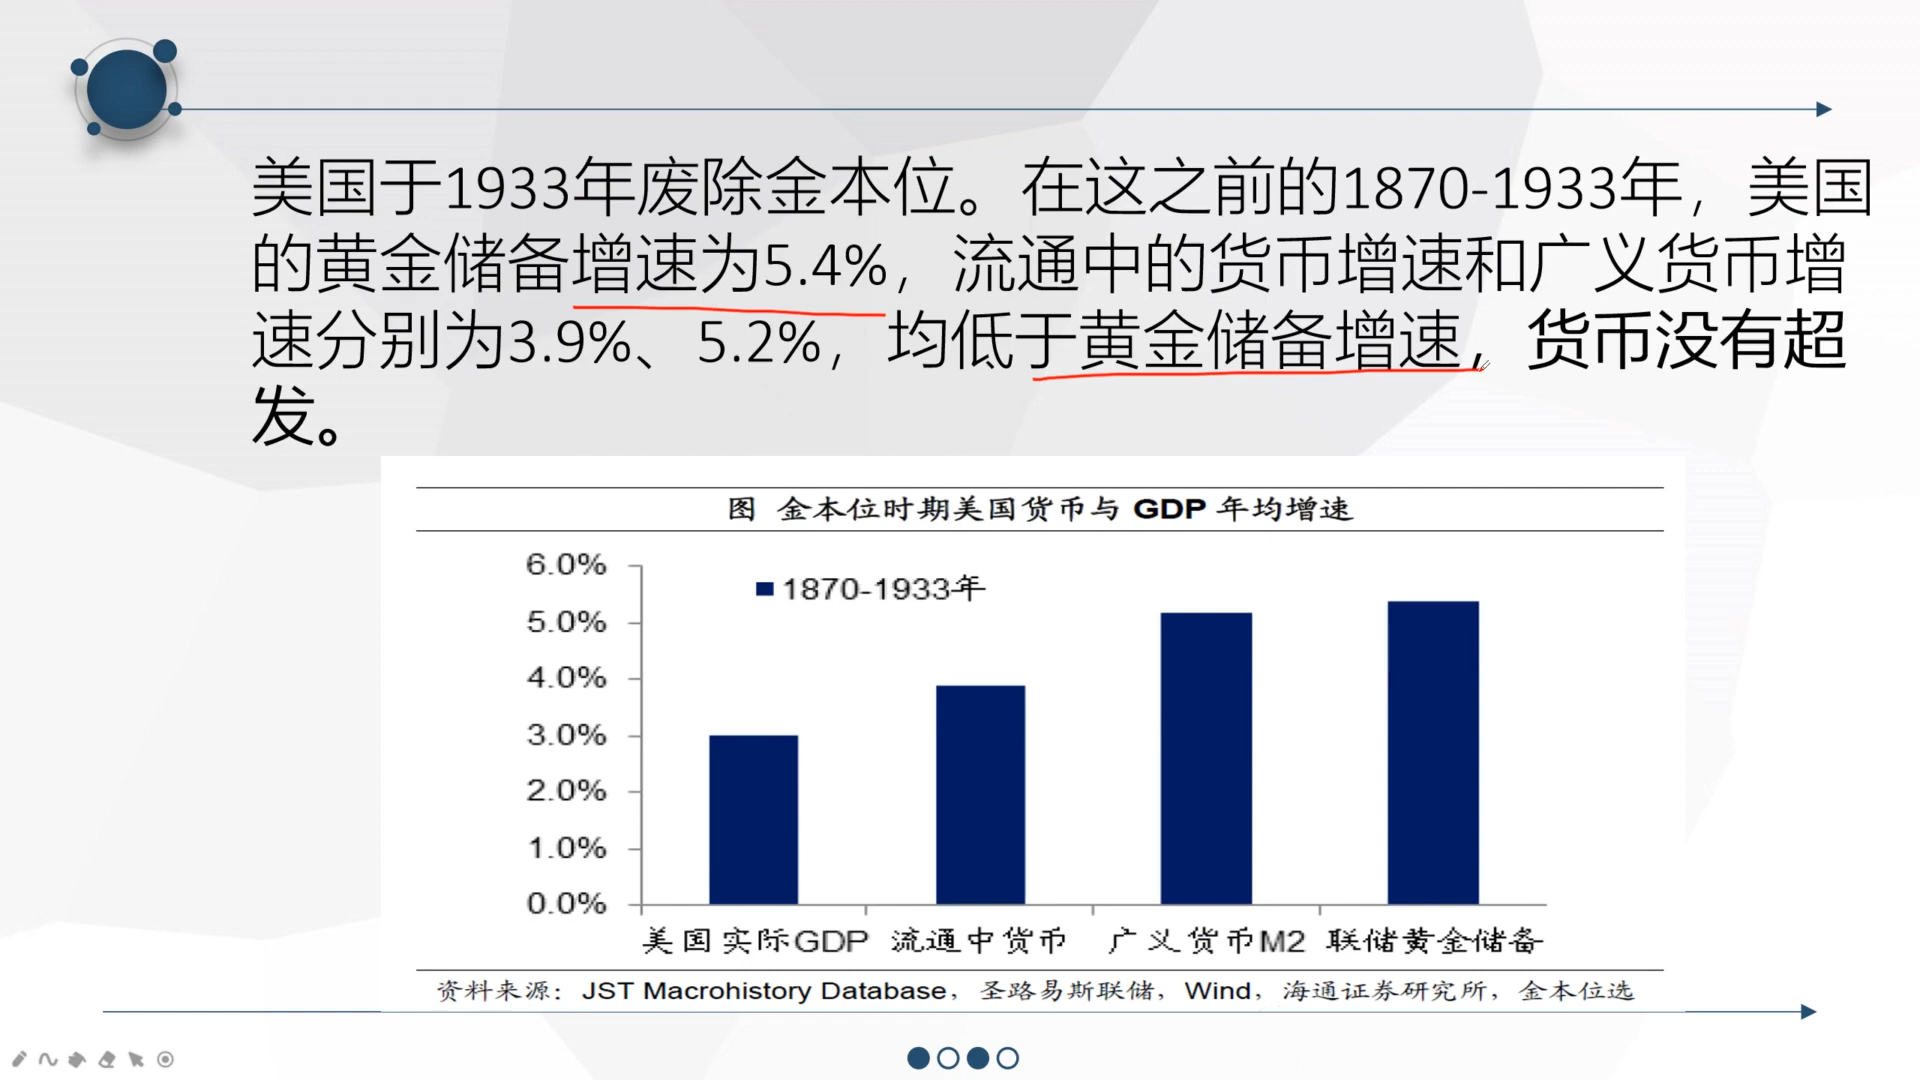 美国于1933年废除金本位。在这之前的1870-1933年，美国
的黄金储备增速为5.4%，流通中的货币增速和广义货币增
速分别为3.9%、5.2%，均低于黄金储备增速，货币没有超
发。
图 金本位时期美国货币与 GDP 年均增速
6.0%
1870-1933年
5.0%
4.0%
3.0%
2.0%
1.0%
0.0%
美国实际GDP 流通中货币 广义货币M2 联储黄金储备
资料来源：JST Macrohistory Database，圣路易斯联储，Wind，海通证券研究所，金本位选